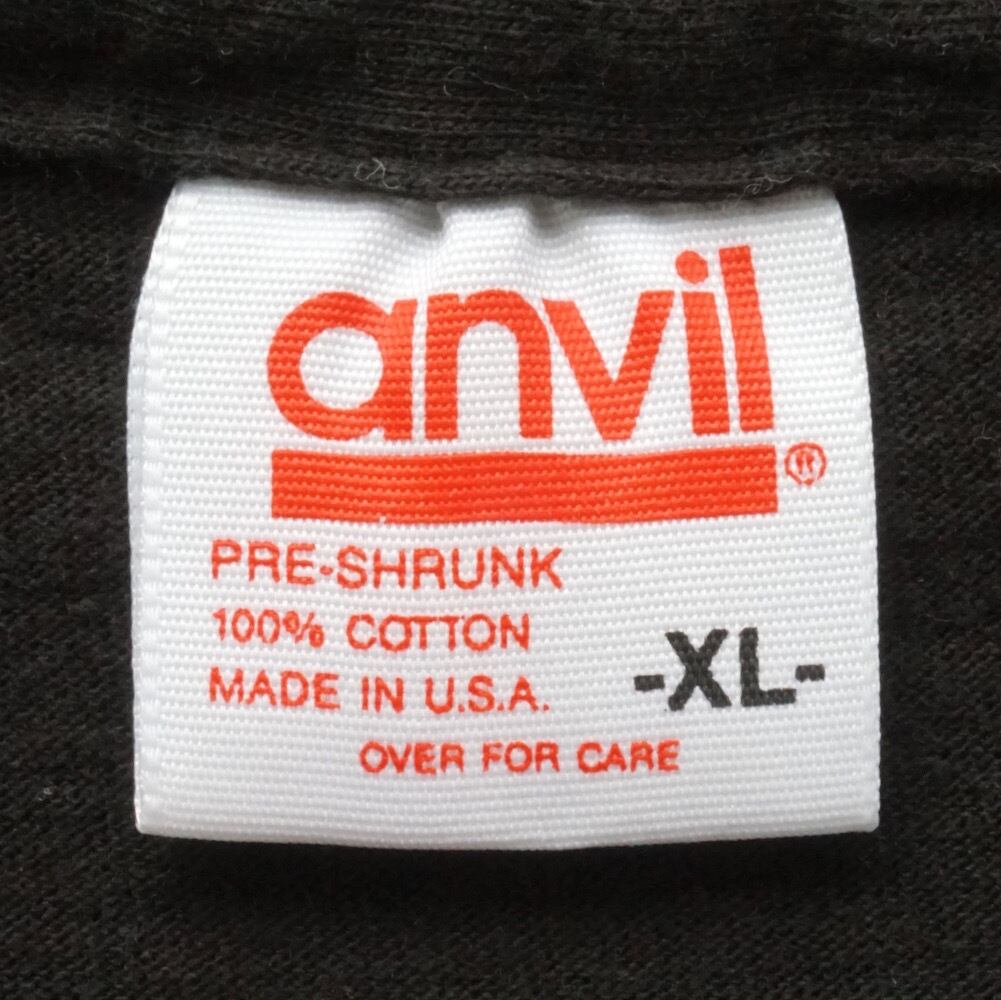 anvil
®
PRE-SHRUNK
100% COTTON
MADE IN U.S.A.
-XL-
OVER FOR CARE